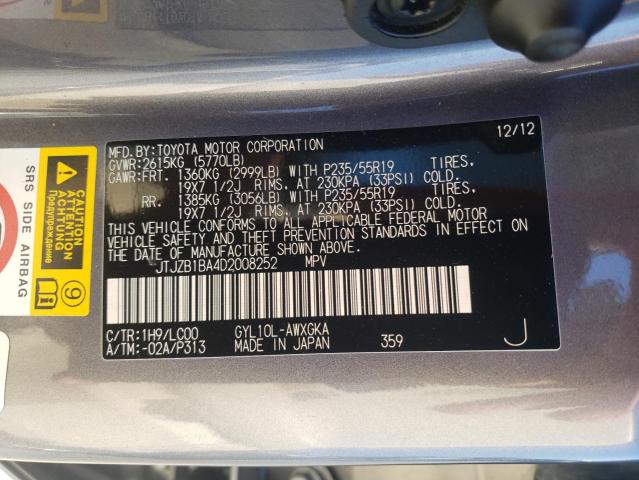 12/12
MFD.BY:TOYOTA MOTOR CORPORATION
GVWR:2615KG (5770LB)
GAWR:FRT. 1360KG (2999LB) WITH P235/55R19 TIRES.
19X7 1/2J RIMS, AT 230KPA (33PSI) COLD.
RR. 1385KG (3056LB) WITH P235/55R19 TIRES.
19X7 1/2J RIMS, AT 230KPA (33PSI) COLD.
THIS VEHICLE CONFORMS TO ALL APPLICABLE FEDERAL MOTOR
VEHICLE SAFETY AND THEFT PREVENTION STANDARDS IN EFFECT ON
THE DATE OF MANUFACTURE SHOWN ABOVE.
JTJZB1BA4D2008252 MPV
C/TR:1H9/LC00 GYL10L-AWXGKA
A/TM:-02A/P313 MADE IN JAPAN 359 J
SRS SIDE AIRBAG
ATTENTION
ACHTUNG
ATTENTION
Предупреждение
9